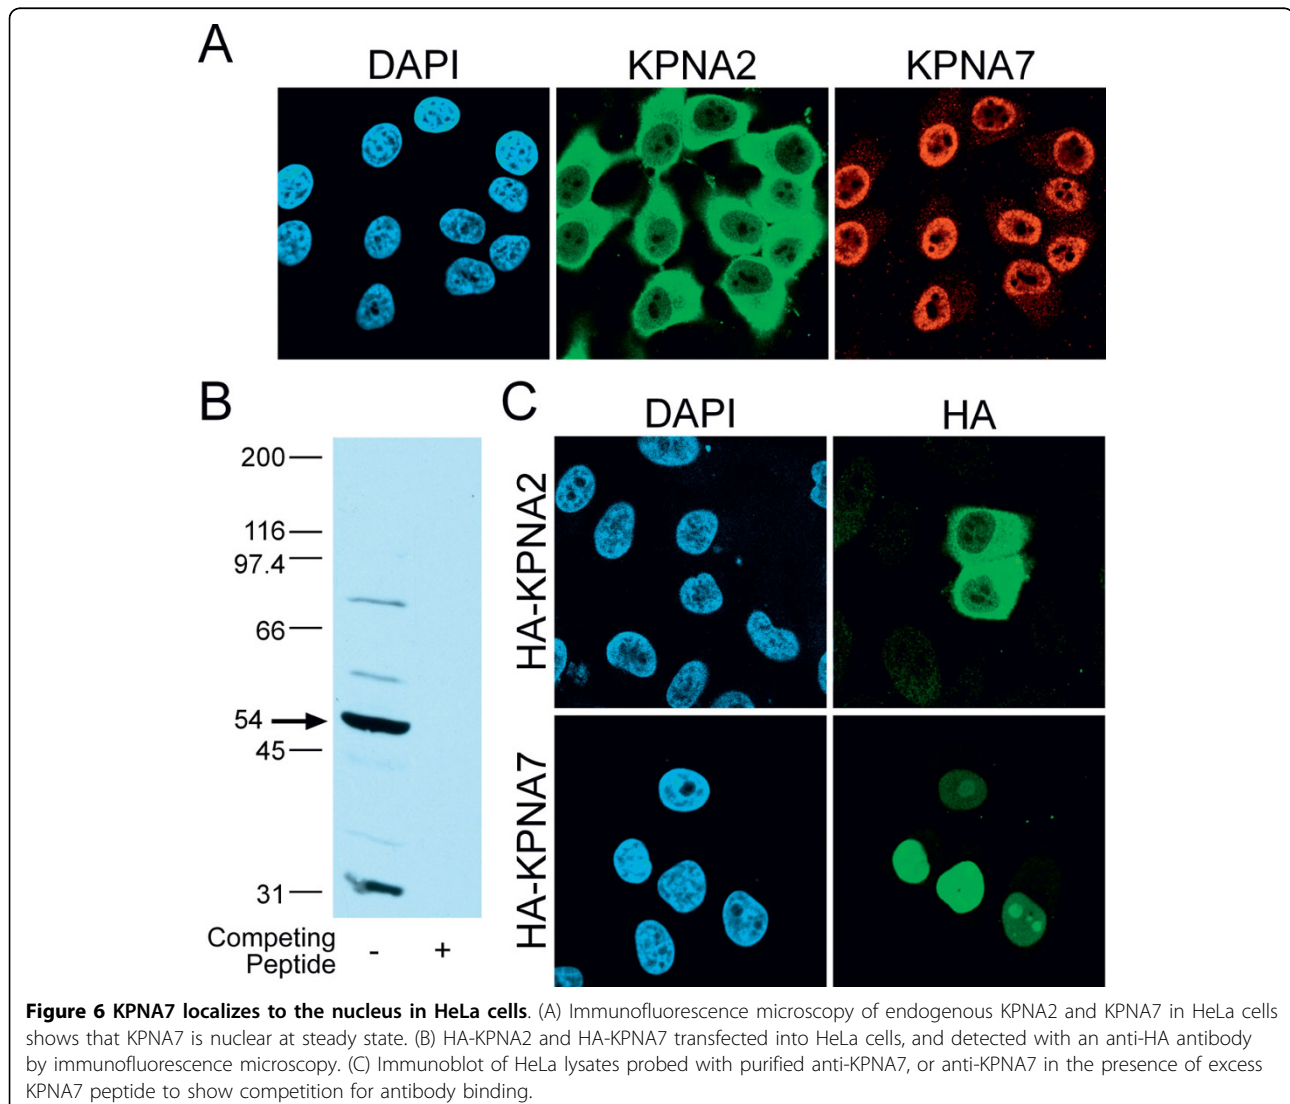 A
DAPI
KPNA2
KPNA7
B
200
116
97.4
66
54
45
31
Competing
Peptide
-
+
C
DAPI
HA
HA-KPNA2
HA-KPNA7
Figure 6 KPNA7 localizes to the nucleus in HeLa cells. (A) Immunofluorescence microscopy of endogenous KPNA2 and KPNA7 in HeLa cells
shows that KPNA7 is nuclear at steady state. (B) HA-KPNA2 and HA-KPNA7 transfected into HeLa cells, and detected with an anti-HA antibody
by immunofluorescence microscopy. (C) Immunoblot of HeLa lysates probed with purified anti-KPNA7, or anti-KPNA7 in the presence of excess
KPNA7 peptide to show competition for antibody binding.